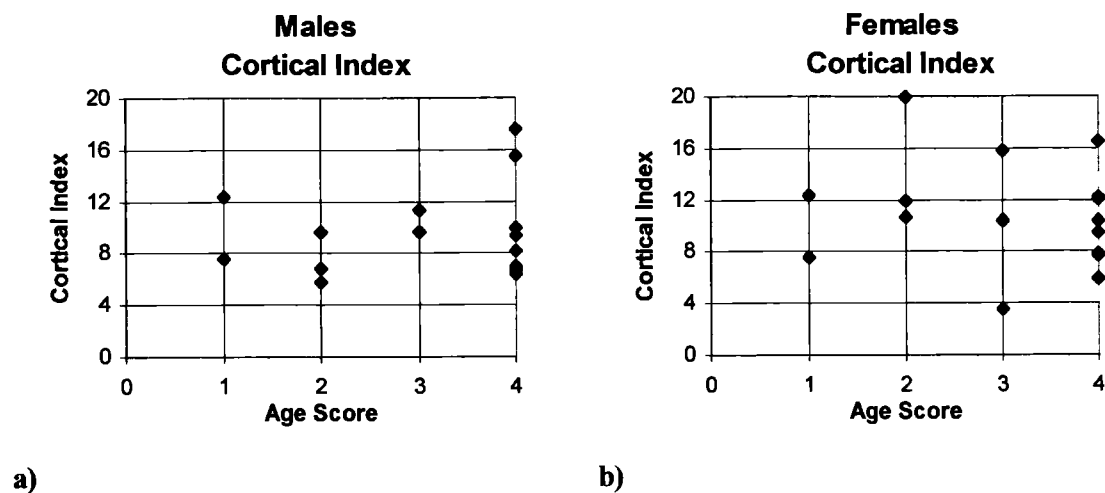 Males
Cortical Index
20
16
12
8
4
0
Cortical Index
0 1 2 3 4
Age Score
a)
Females
Cortical Index
20
16
12
8
4
0
Cortical Index
0 1 2 3 4
Age Score
b)